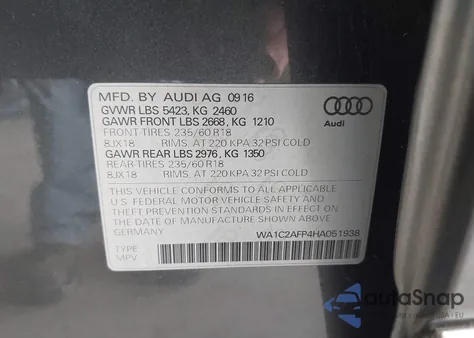 MFD. BY AUDI AG 09 16
GVWR LBS 5423, KG 2460
GAWR FRONT LBS 2668, KG 1210
FRONT-TIRES 235/60 R18
8JX18 RIMS, AT 220 KPA 32 PSI COLD
GAWR REAR LBS 2976, KG 1350
REAR-TIRES 235/60 R18
8JX18 RIMS, AT 220 KPA 32 PSI COLD
THIS VEHICLE CONFORMS TO ALL APPLICABLE
U. S. FEDERAL MOTOR VEHICLE SAFETY AND
THEFT PREVENTION STANDARDS IN EFFECT ON
THE DATE OF MANUFACTURE SHOWN ABOVE.
GERMANY WA1C2AFP4HA051938
TYPE
MPV
Audi
autoSnap